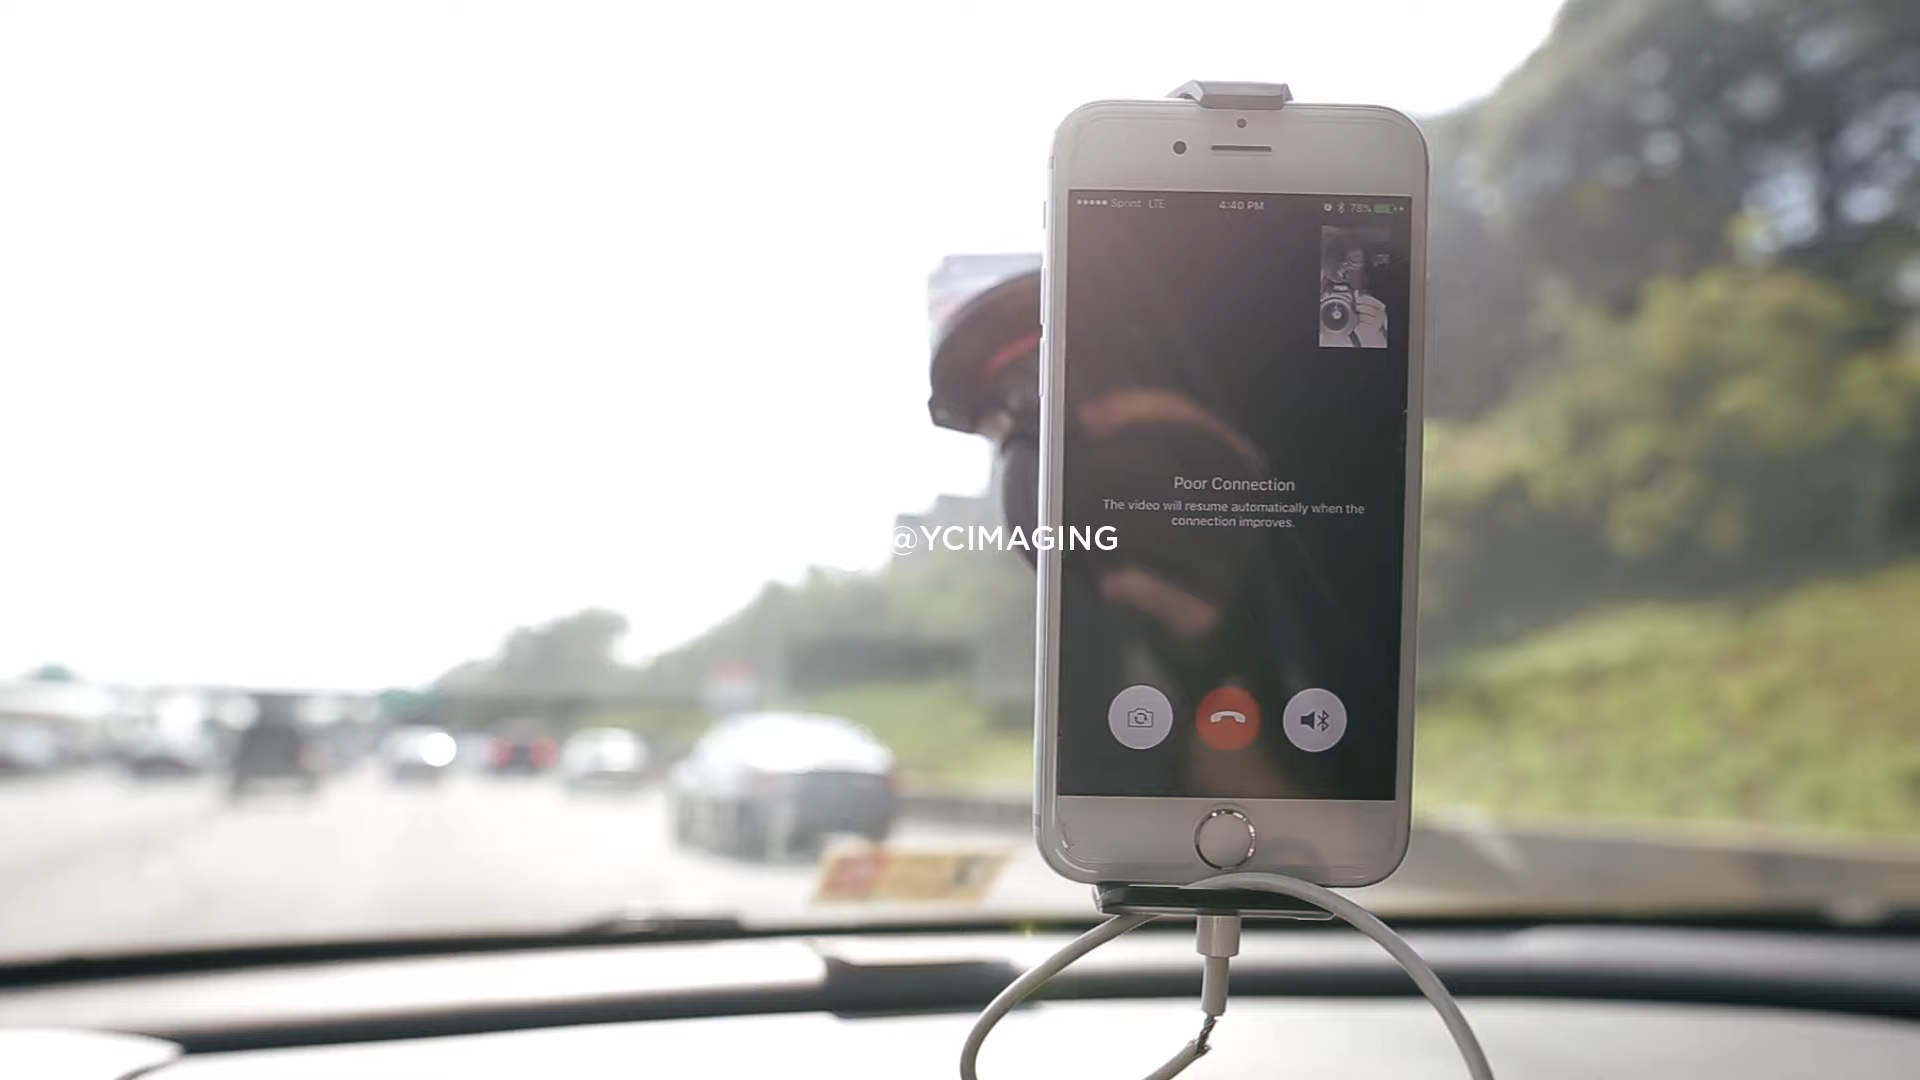 Sprint LTE 4:40 PM 78%
Poor Connection
The video will resume automatically when the
connection improves.
@YCIMAGING